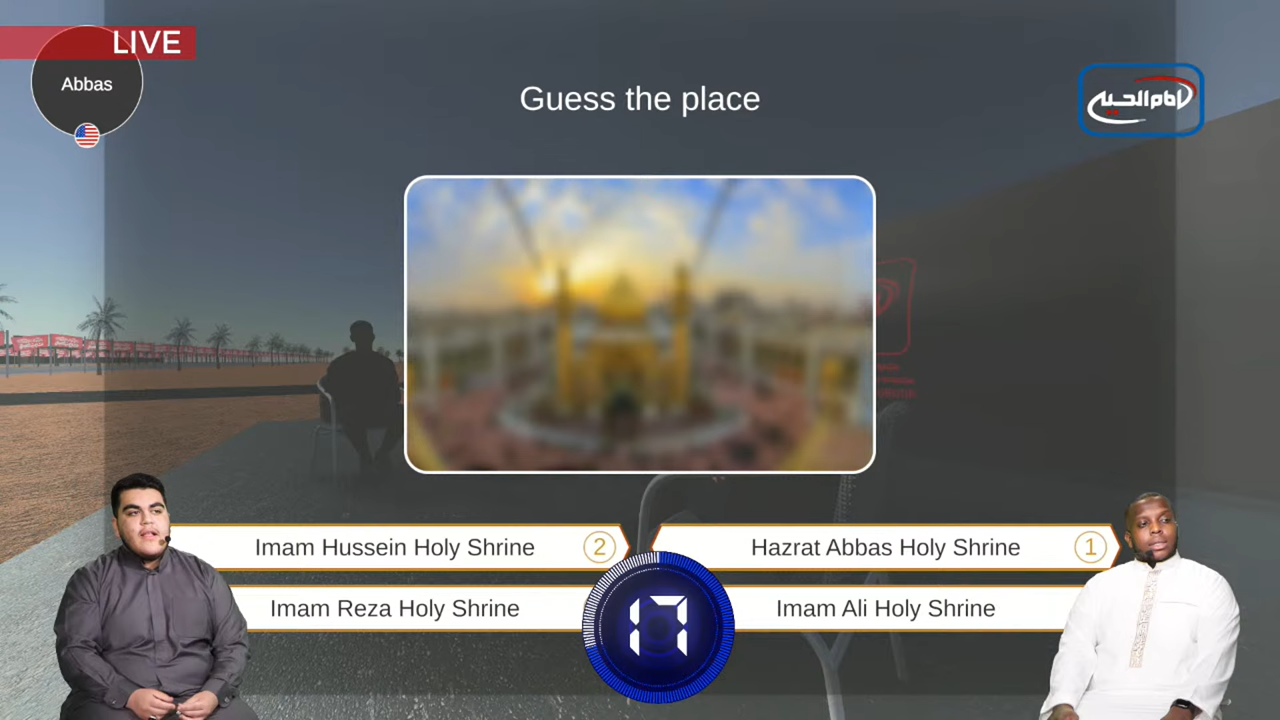 LIVE
Abbas
Guess the place
امام الحسین
Imam Hussein Holy Shrine 2
Hazrat Abbas Holy Shrine 1
Imam Reza Holy Shrine
Imam Ali Holy Shrine
17